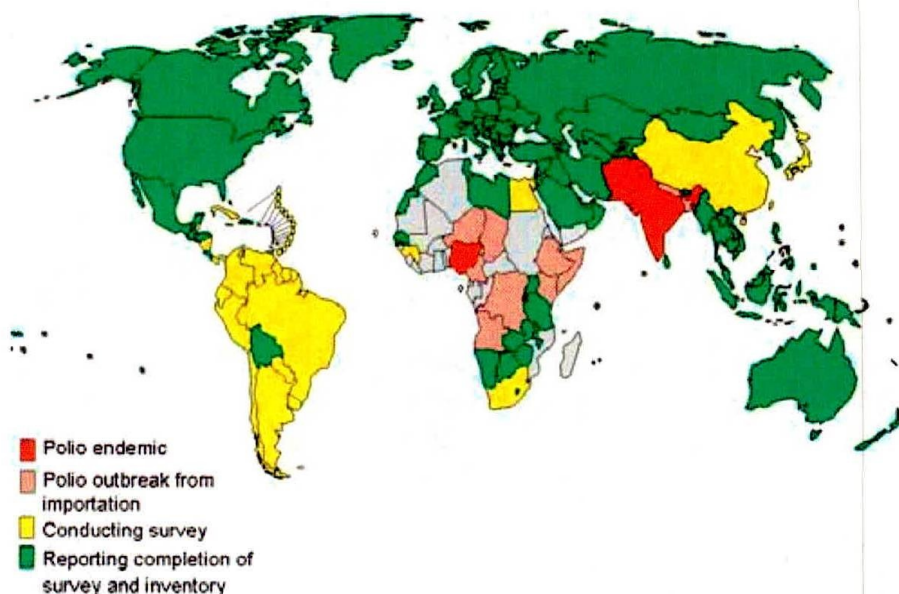 Polio endemic
Polio outbreak from
importation
Conducting survey
Reporting completion of
survey and inventory